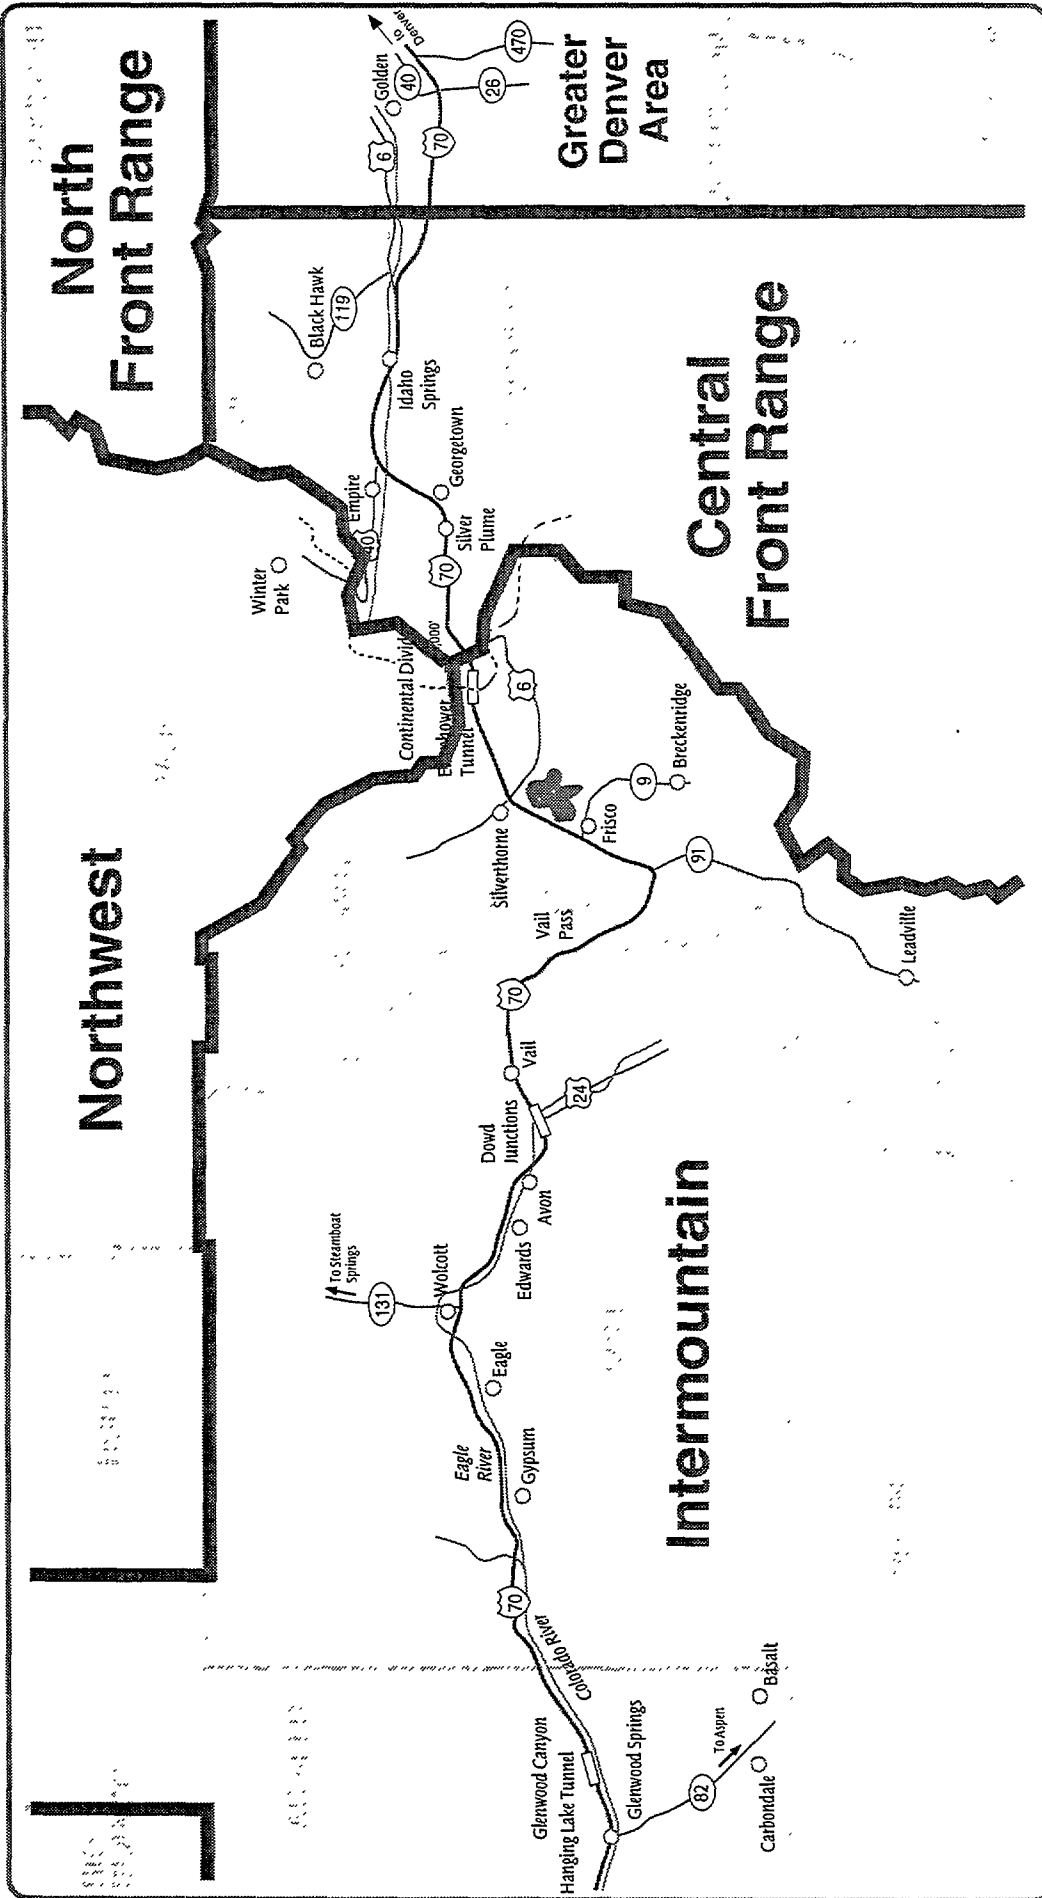 North
Front Range
Northwest
Greater
Denver
Area
Central
Front Range
Intermountain
To
Denver
Golden
40
470
26
6
70
Black Hawk
119
Idaho
Springs
Empire
40
Georgetown
Silver
Plume
70
Winter
Park
Continental Divid
000'
Tunnel
6
Silverthorne
Frisco
9
Breckenridge
91
Leadville
Vail
Pass
70
Vail
Dowd
Junctions
24
Avon
Edwards
To Steamboat
Springs
131
Wolcott
Eagle
Eagle
River
Gypsum
70
Colorado River
Glenwood Canyon
Hanging Lake Tunnel
Glenwood Springs
82
To Aspen
Carbondale
Basalt